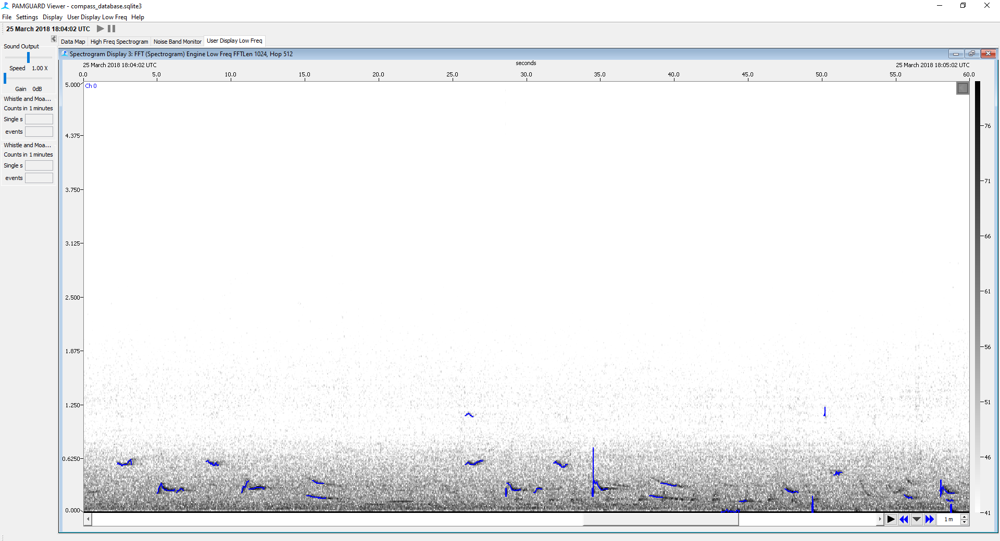 PAMGUARD Viewer - compass_database.sqlite3
File Settings Display User Display Low Freq Help
25 March 2018 18:04:02 UTC
Data Map High Freq Spectrogram Noise Band Monitor User Display Low Freq
Sound Output
Speed 1.00 X
Gain 0dB
Whistle and Moa...
Counts in 1 minutes
Single s
events
Whistle and Moa...
Counts in 1 minutes
Single s
events
Spectrogram Display 3: FFT (Spectrogram) Engine Low Freq FFTLen 1024, Hop 512
25 March 2018 18:04:02 UTC seconds 25 March 2018 18:05:02 UTC
0.0 5.0 10.0 15.0 20.0 25.0 30.0 35.0 40.0 45.0 50.0 55.0 60.0
Ch 0
5.000
4.375
3.750
3.125
2.500
1.875
1.250
0.6250
0.000
76
71
66
61
56
51
46
41
1 m